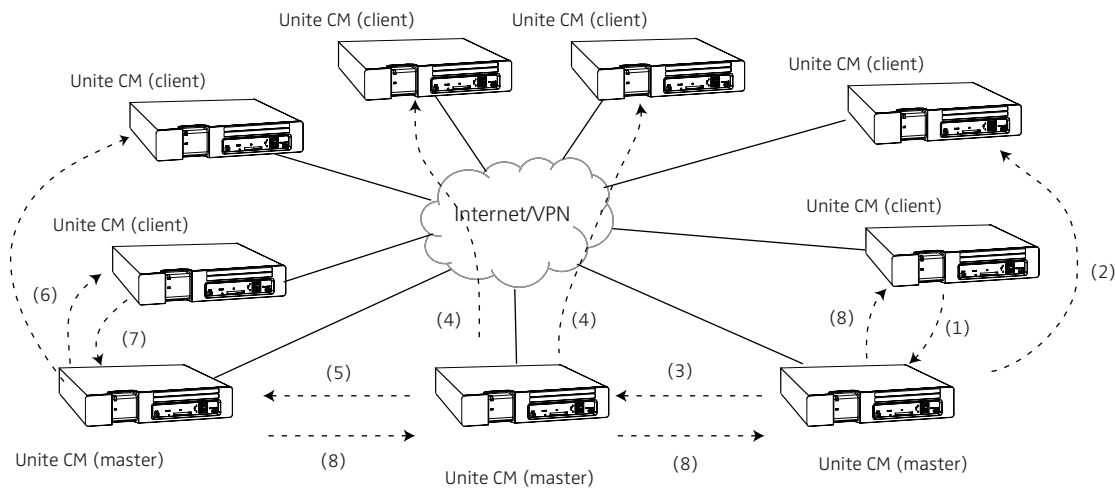 Unite CM (client)
Unite CM (client)
Unite CM (client)
Unite CM (client)
Internet/VPN
Unite CM (client)
Unite CM (client)
(6)
(7)
(4)
(4)
(8)
(1)
(2)
(5)
(3)
(8)
(8)
Unite CM (master)
Unite CM (master)
Unite CM (master)